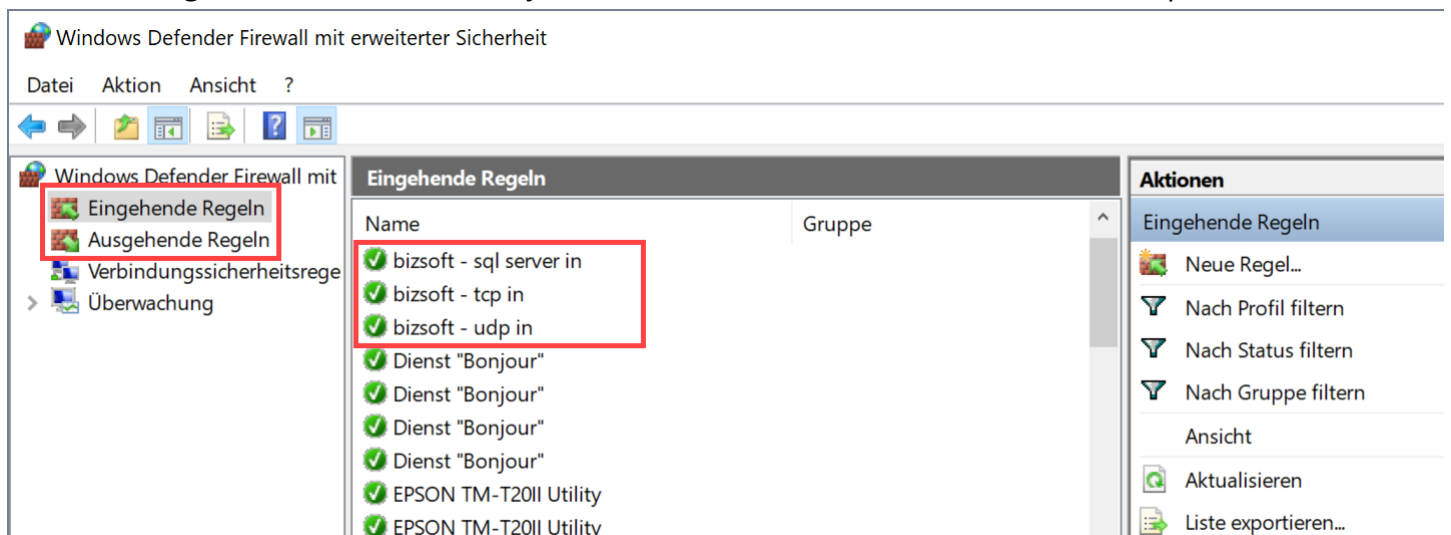 Windows Defender Firewall mit erweiterter Sicherheit
Datei Aktion Ansicht ?
Windows Defender Firewall mit
Eingehende Regeln
Ausgehende Regeln
Verbindungssicherheitsrege
Überwachung
Eingehende Regeln
Name Gruppe
bizsoft - sql server in
bizsoft - tcp in
bizsoft - udp in
Dienst "Bonjour"
Dienst "Bonjour"
Dienst "Bonjour"
Dienst "Bonjour"
EPSON TM-T20II Utility
EPSON TM-T20II Utility
Aktionen
Eingehende Regeln
Neue Regel...
Nach Profil filtern
Nach Status filtern
Nach Gruppe filtern
Ansicht
Aktualisieren
Liste exportieren...